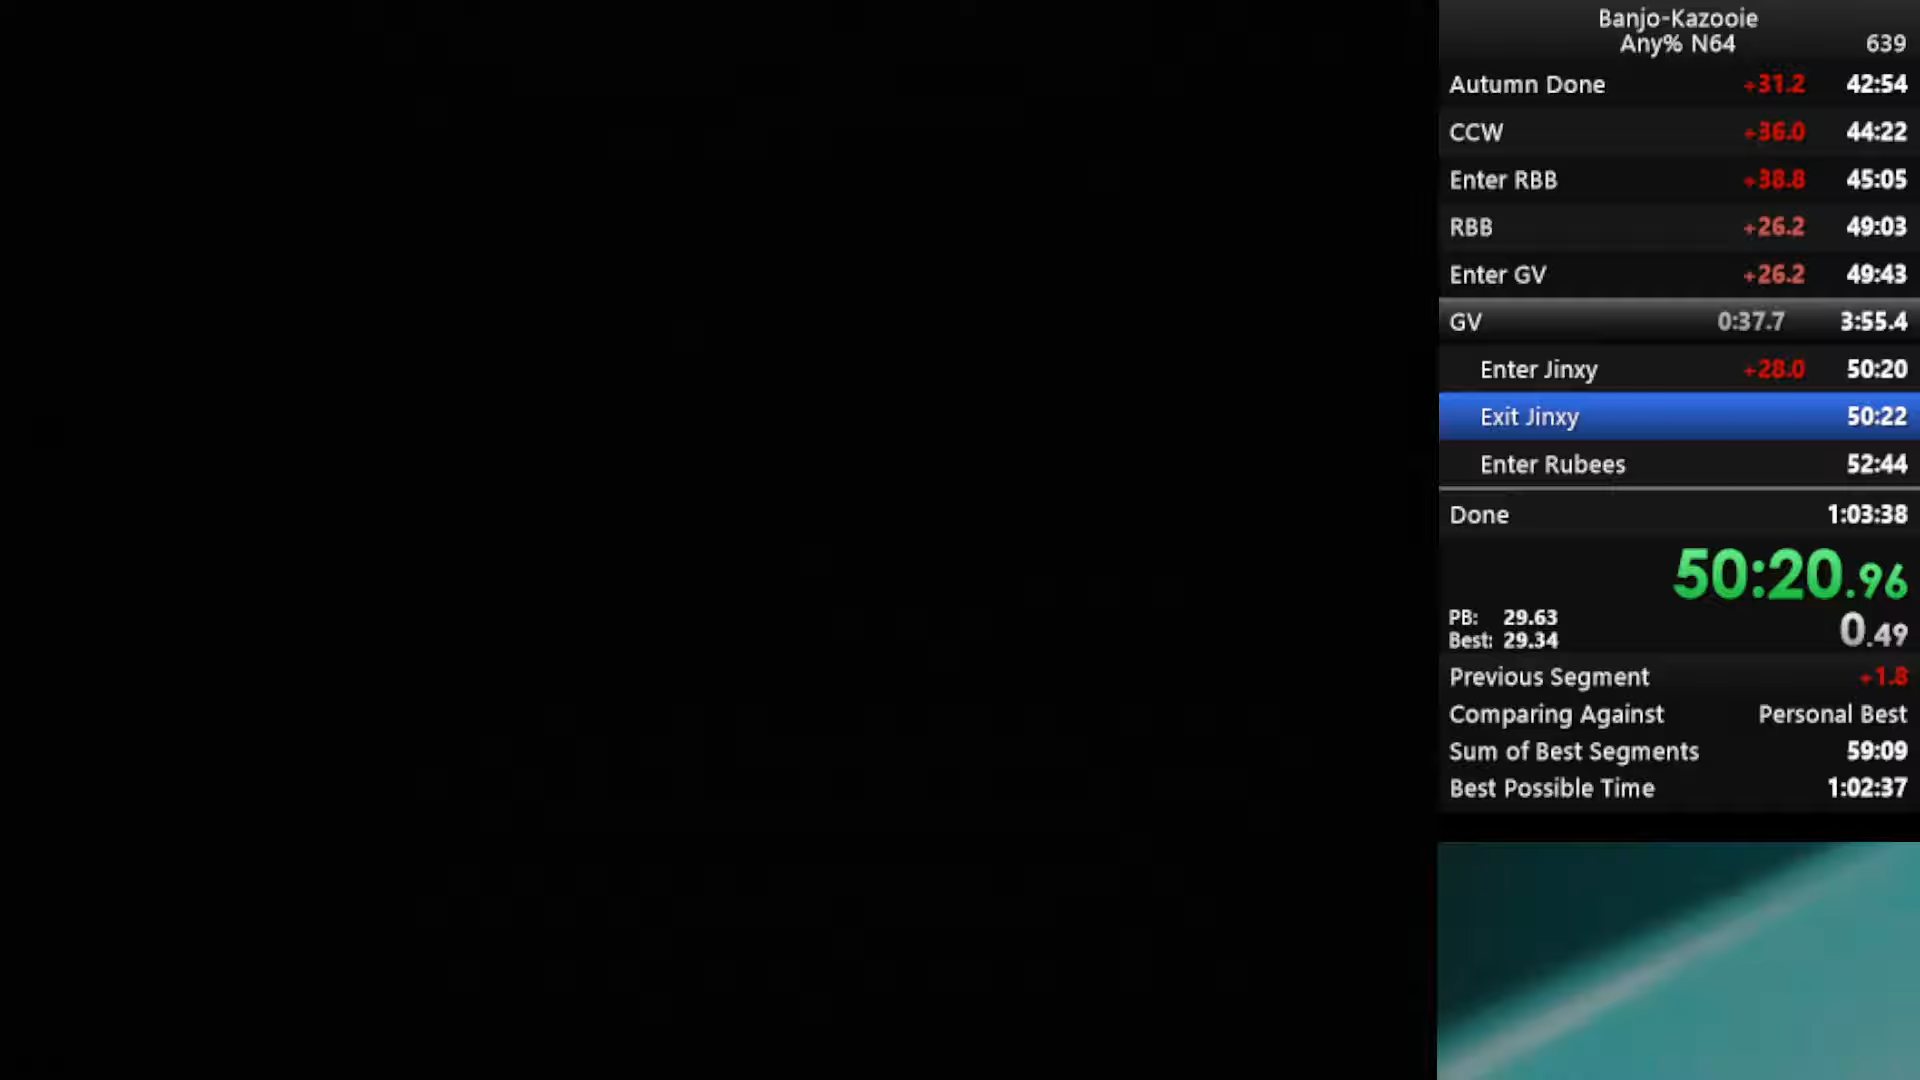 Banjo-Kazooie
Any% N64 639
Autumn Done +31.2 42:54
CCW +36.0 44:22
Enter RBB +38.8 45:05
RBB +26.2 49:03
Enter GV +26.2 49:43
GV 0:37.7 3:55.4
Enter Jinxy +28.0 50:20
Exit Jinxy 50:22
Enter Rubees 52:44
Done 1:03:38
50:20.96
PB: 29.63
Best: 29.34
0.49
Previous Segment +1.8
Comparing Against Personal Best
Sum of Best Segments 59:09
Best Possible Time 1:02:37